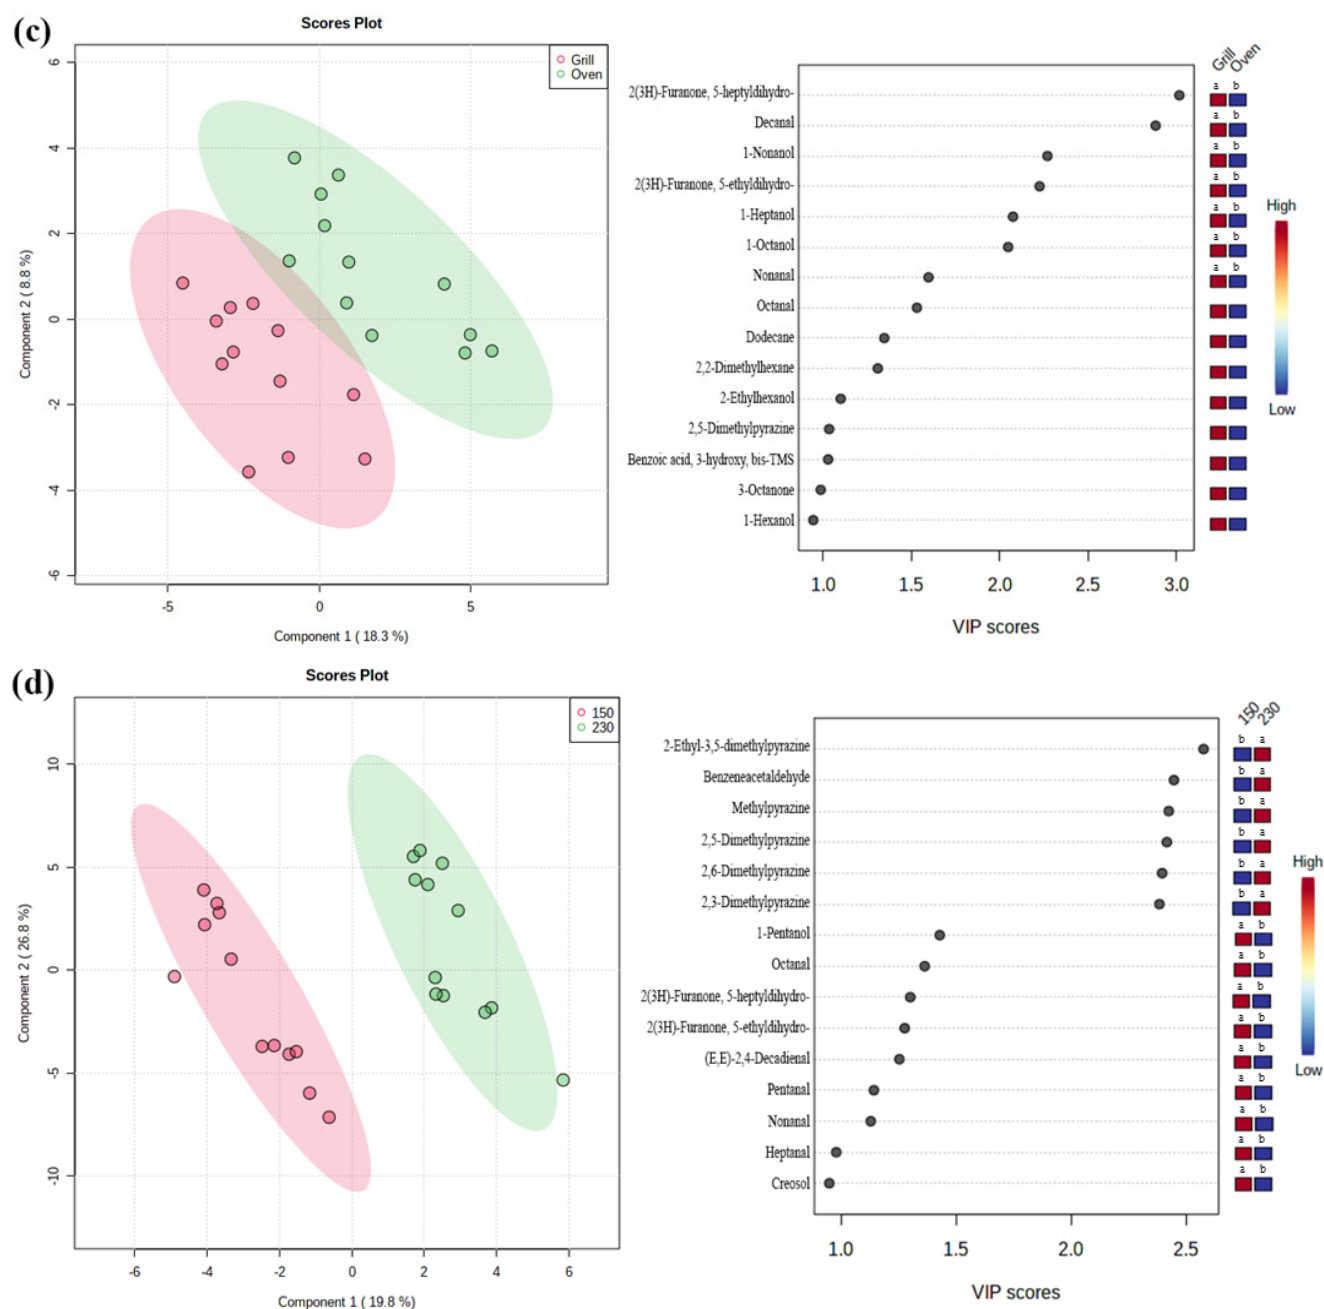 (c)
Scores Plot
Grill
Oven
6
4
2
0
-2
-4
-6
Component 2 ( 8.8 %)
-5
0
5
Component 1 ( 18.3 %)
Grill Oven
2(3H)-Furanone, 5-heptyldihydro-
a b
Decanal
a b
1-Nonanol
a b
2(3H)-Furanone, 5-ethyldihydro-
a b
1-Heptanol
a b
1-Octanol
a b
Nonanal
a b
Octanal
Dodecane
2,2-Dimethylhexane
2-Ethylhexanol
2,5-Dimethylpyrazine
Benzoic acid, 3-hydroxy, bis-TMS
3-Octanone
1-Hexanol
1.0 1.5 2.0 2.5 3.0
VIP scores
High
Low
(d)
Scores Plot
150
230
10
5
0
-5
-10
Component 2 ( 26.8 %)
-6 -4 -2 0 2 4 6
Component 1 ( 19.8 %)
150 230
2-Ethyl-3,5-dimethylpyrazine
b a
Benzeneacetaldehyde
b a
Methylpyrazine
b a
2,5-Dimethylpyrazine
b a
2,6-Dimethylpyrazine
b a
2,3-Dimethylpyrazine
b a
1-Pentanol
a b
Octanal
a b
2(3H)-Furanone, 5-heptyldihydro-
a b
2(3H)-Furanone, 5-ethyldihydro-
a b
(E,E)-2,4-Decadienal
a b
Pentanal
a b
Nonanal
a b
Heptanal
a b
Creosol
a b
1.0 1.5 2.0 2.5
VIP scores
High
Low